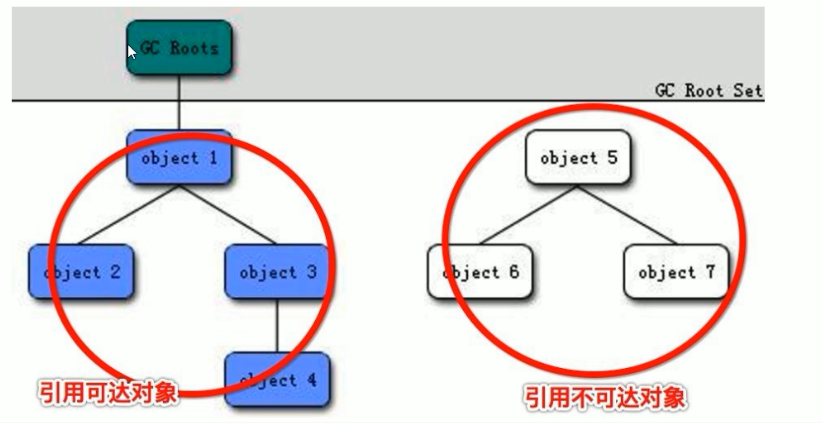 GC Roots
GC Root Set
object 1
object 5
object 2
object 3
object 6
object 7
object 4
引用可达对象
引用不可达对象